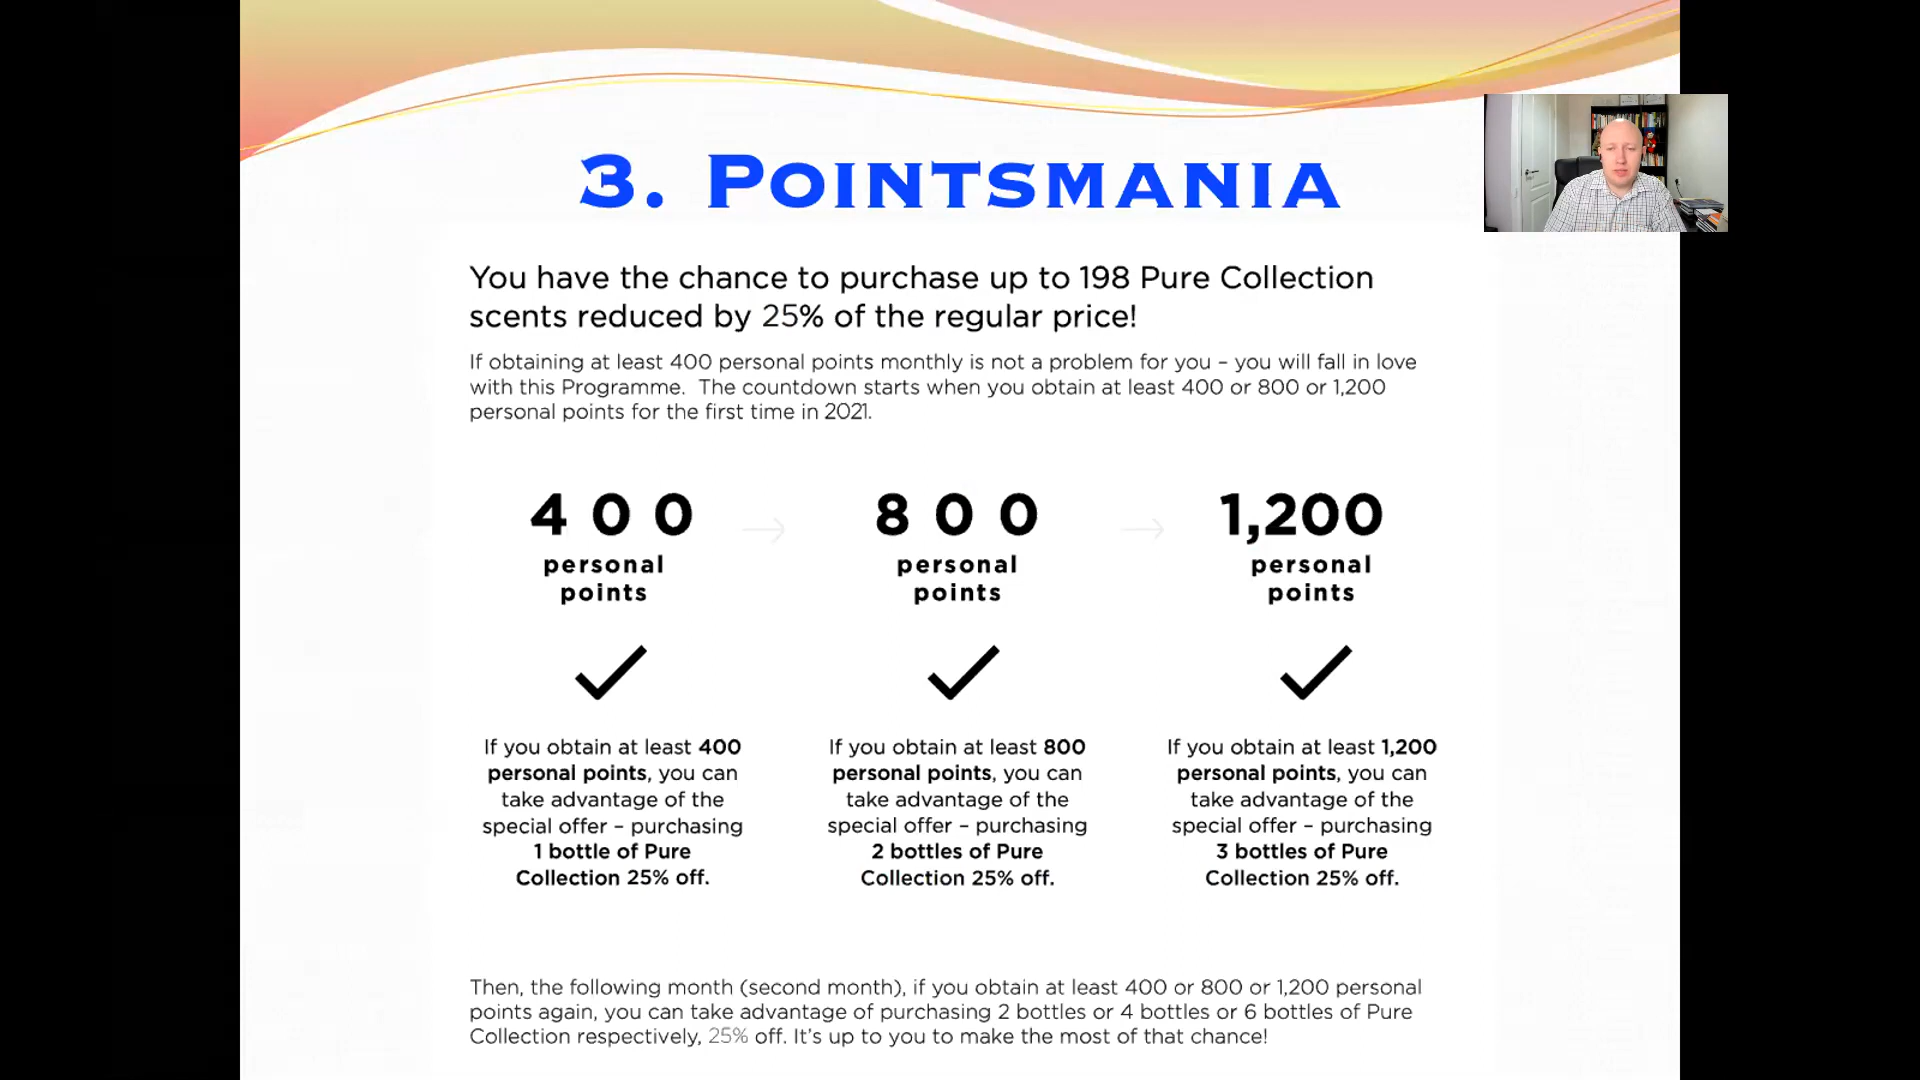 3. Pointsmania
You have the chance to purchase up to 198 Pure Collection
scents reduced by 25% of the regular price!
If obtaining at least 400 personal points monthly is not a problem for you – you will fall in love
with this Programme. The countdown starts when you obtain at least 400 or 800 or 1,200
personal points for the first time in 2021.
400 → 800 → 1,200
personal personal personal
points points points
If you obtain at least 400
personal points, you can
take advantage of the
special offer – purchasing
1 bottle of Pure
Collection 25% off.
If you obtain at least 800
personal points, you can
take advantage of the
special offer – purchasing
2 bottles of Pure
Collection 25% off.
If you obtain at least 1,200
personal points, you can
take advantage of the
special offer – purchasing
3 bottles of Pure
Collection 25% off.
Then, the following month (second month), if you obtain at least 400 or 800 or 1,200 personal
points again, you can take advantage of purchasing 2 bottles or 4 bottles or 6 bottles of Pure
Collection respectively, 25% off. It's up to you to make the most of that chance!